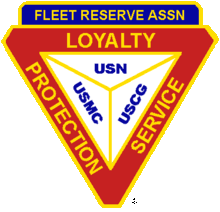 FLEET RESERVE ASSN
LOYALTY
PROTECTION
SERVICE
USN
USMC
USCG